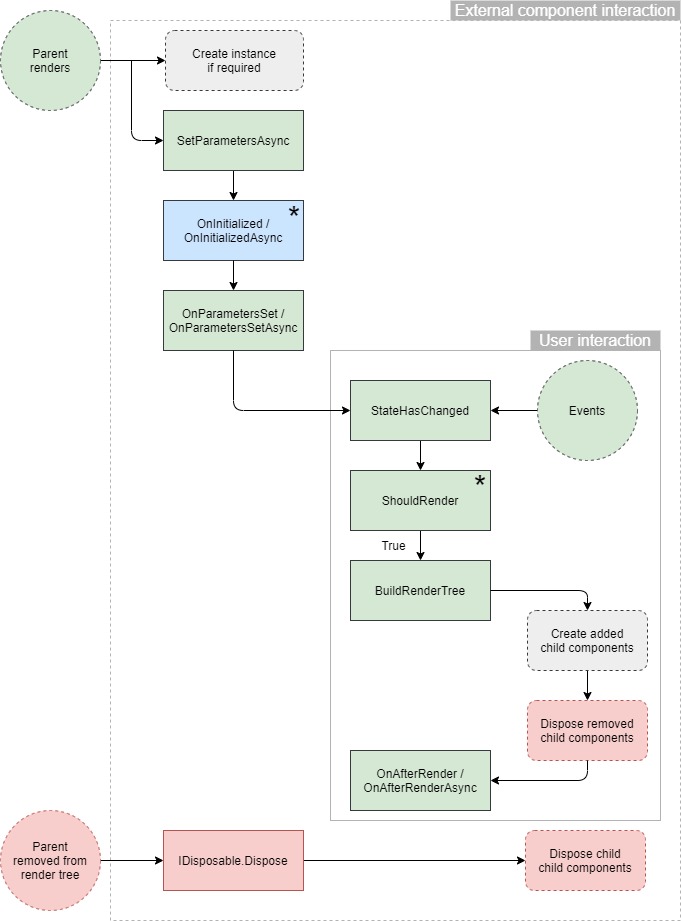 External component interaction
Parent
renders
Create instance
if required
SetParametersAsync
*
OnInitialized /
OnInitializedAsync
OnParametersSet /
OnParametersSetAsync
User interaction
StateHasChanged
Events
*
ShouldRender
True
BuildRenderTree
Create added
child components
Dispose removed
child components
OnAfterRender /
OnAfterRenderAsync
Parent
removed from
render tree
IDisposable.Dispose
Dispose child
child components